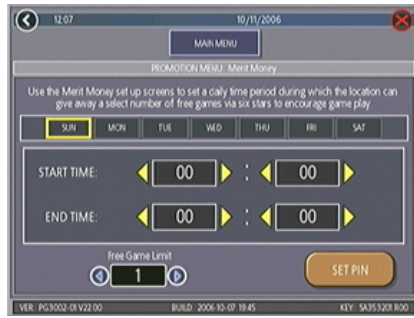 12:07 10/11/2006
MAIN MENU
PROMOTION MENU: Merit Money
Use the Merit Money set up screens to set a daily time period during which the location can
give away a select number of free games via six stars to encourage game play
SUN MON TUE WED THU FRI SAT
START TIME: 00 : 00
END TIME: 00 : 00
Free Game Limit
1
SET PIN
VER: PG3002-01 V22.00 BUILD: 2006-10-07 19:45 KEY: SA3S3201 R00